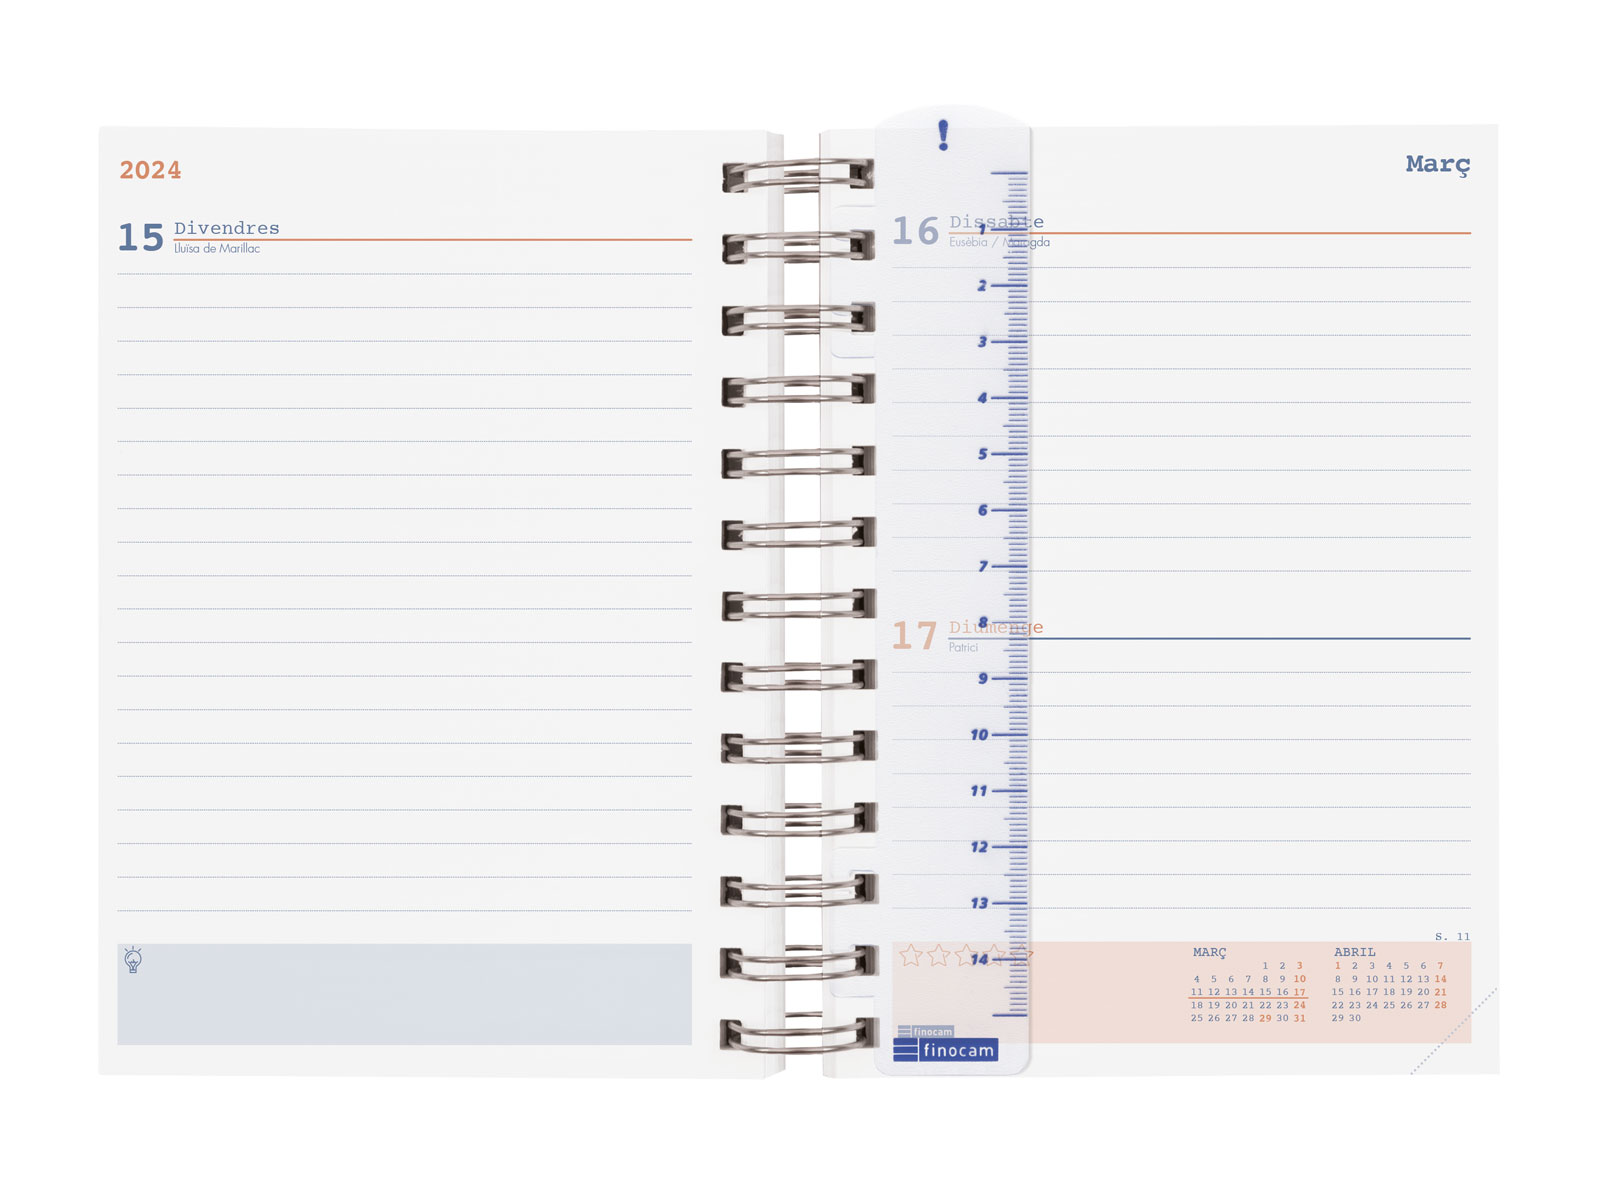 2024
15 Divendres
Lluïsa de Marillac
!
Març
16 Dissabte
Eusèbia / Maragda
1
2
3
4
5
6
7
8
17 Diumenge
Patrici
9
10
11
12
13
14
S. 11
MARÇ
1 2 3
4 5 6 7 8 9 10
11 12 13 14 15 16 17
18 19 20 21 22 23 24
25 26 27 28 29 30 31
ABRIL
1 2 3 4 5 6 7
8 9 10 11 12 13 14
15 16 17 18 19 20 21
22 23 24 25 26 27 28
29 30
finocam
finocam